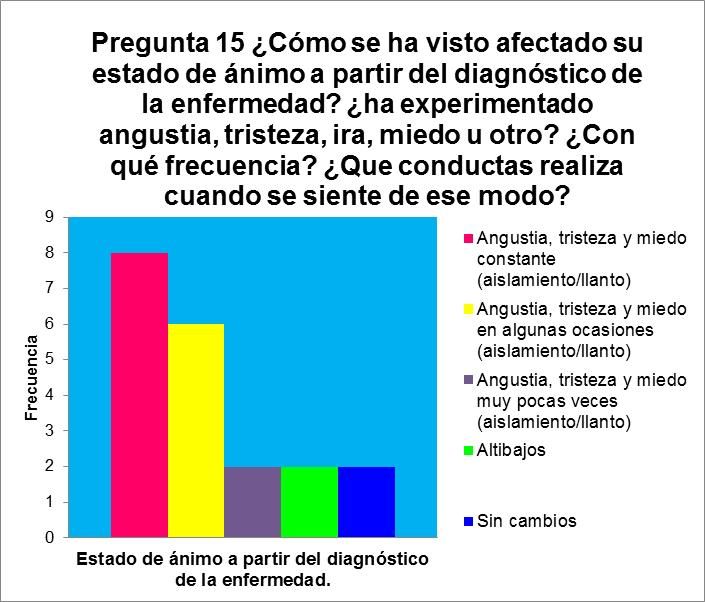 Pregunta 15 ¿Cómo se ha visto afectado su
estado de ánimo a partir del diagnóstico de
la enfermedad? ¿ha experimentado
angustia, tristeza, ira, miedo u otro? ¿Con
qué frecuencia? ¿Que conductas realiza
cuando se siente de ese modo?
9
8
7
6
5
4
3
2
1
0
Frecuencia
Angustia, tristeza y miedo
constante
(aislamiento/llanto)
Angustia, tristeza y miedo
en algunas ocasiones
(aislamiento/llanto)
Angustia, tristeza y miedo
muy pocas veces
(aislamiento/llanto)
Altibajos
Sin cambios
Estado de ánimo a partir del diagnóstico
de la enfermedad.